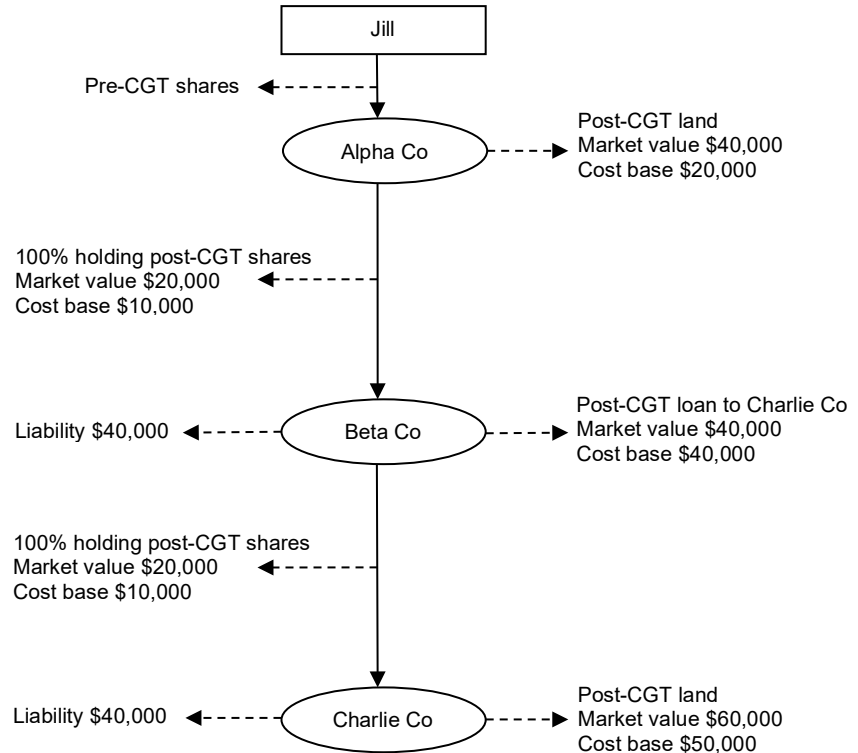 Jill
Pre-CGT shares
Alpha Co
Post-CGT land
Market value $40,000
Cost base $20,000
100% holding post-CGT shares
Market value $20,000
Cost base $10,000
Liability $40,000
Beta Co
Post-CGT loan to Charlie Co
Market value $40,000
Cost base $40,000
100% holding post-CGT shares
Market value $20,000
Cost base $10,000
Liability $40,000
Charlie Co
Post-CGT land
Market value $60,000
Cost base $50,000